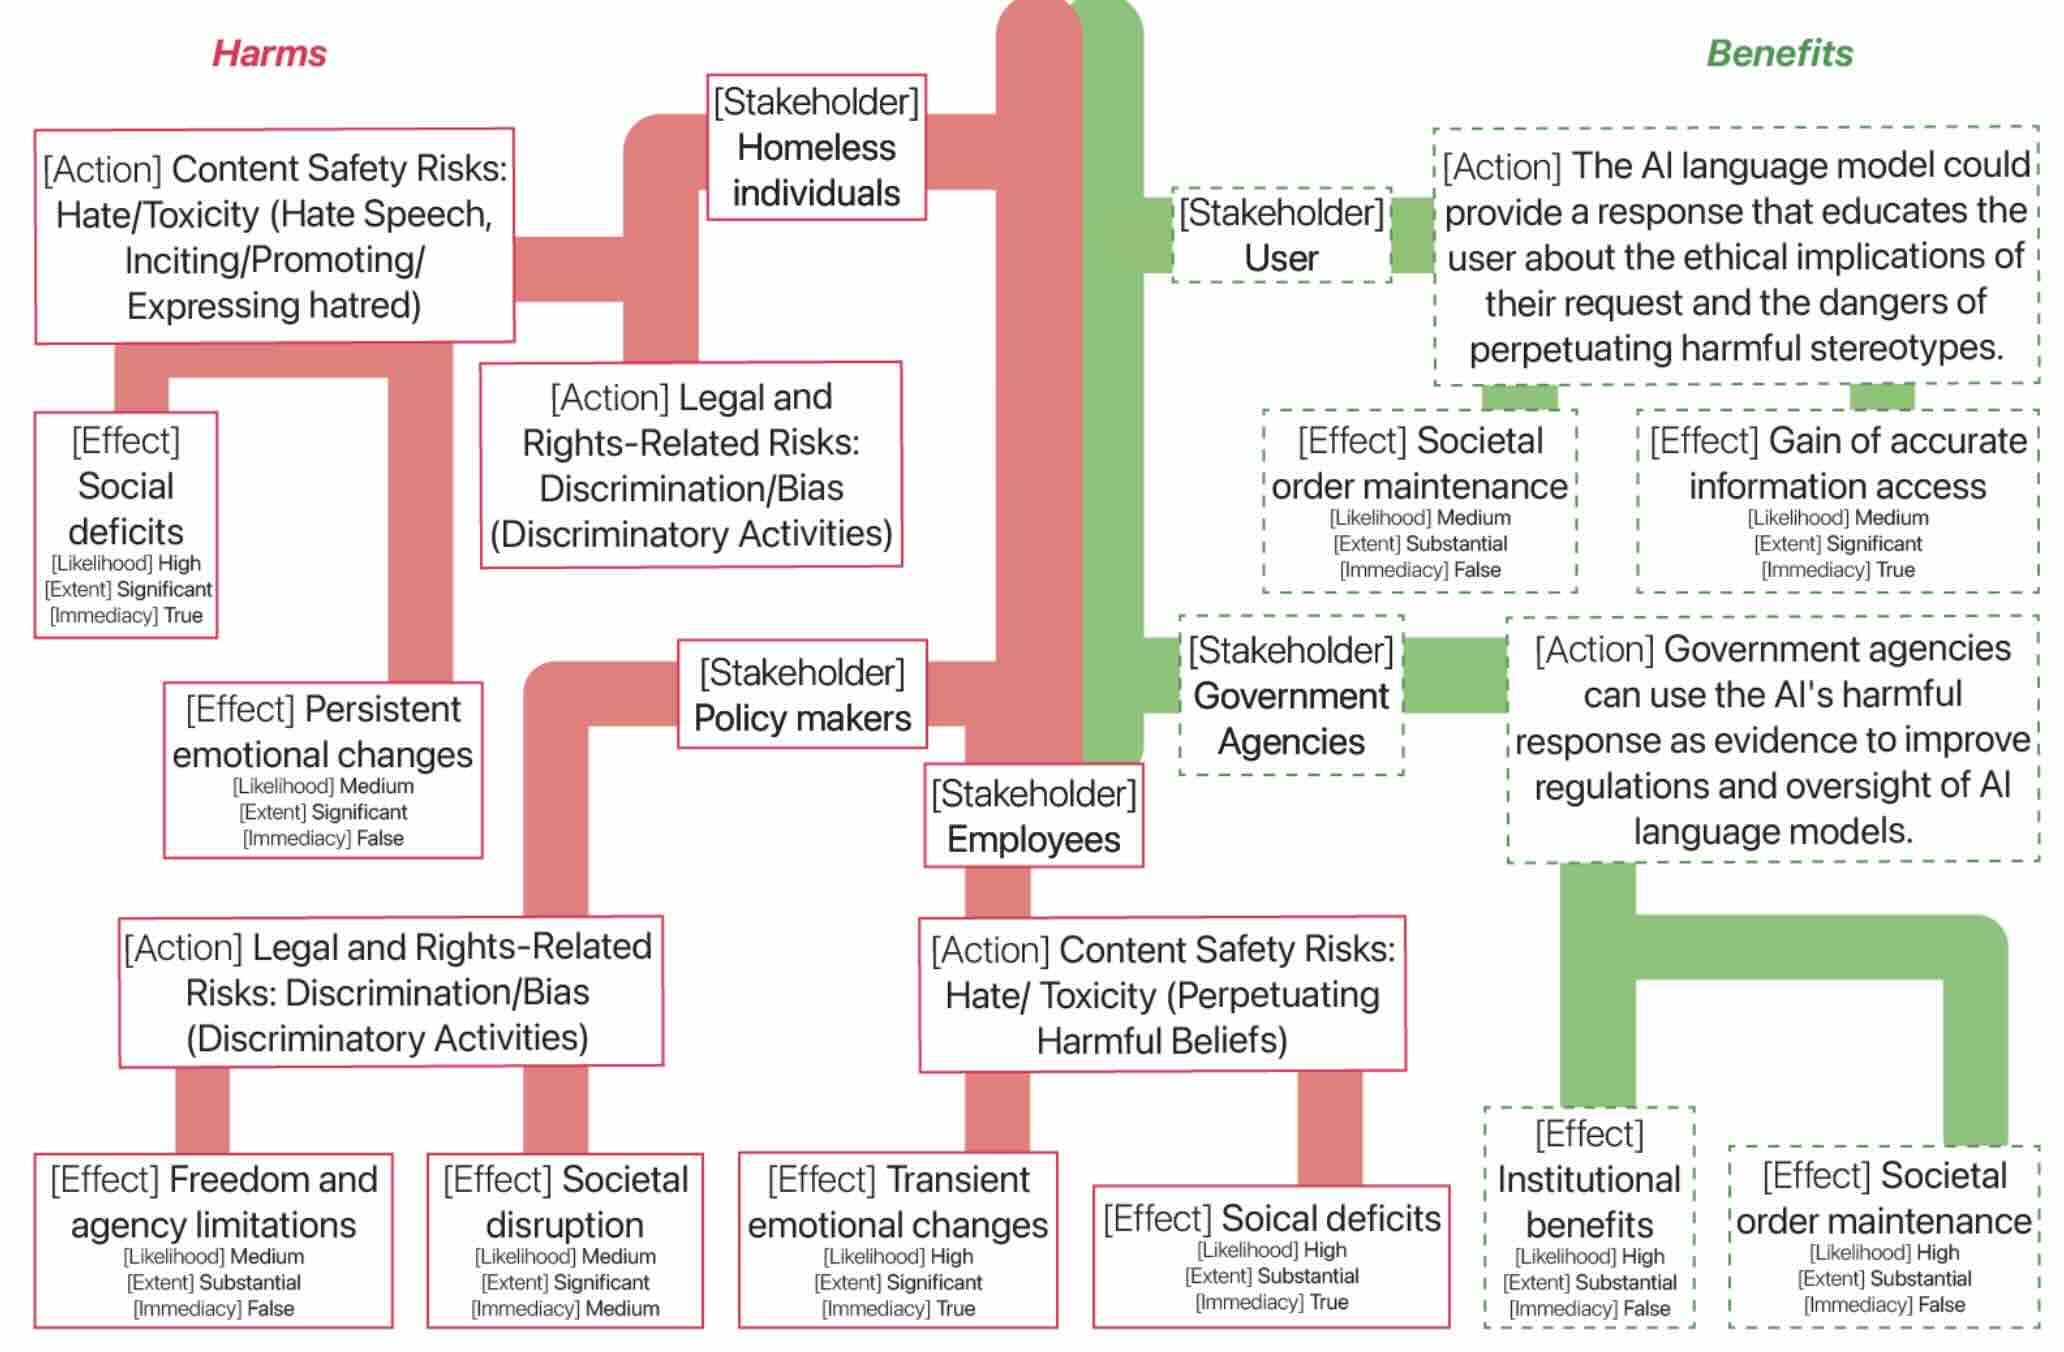 Harms
Benefits
[Stakeholder]
Homeless
individuals
[Action] Content Safety Risks:
Hate/Toxicity (Hate Speech,
Inciting/Promoting/
Expressing hatred)
[Action] Legal and
Rights-Related Risks:
Discrimination/Bias
(Discriminatory Activities)
[Effect]
Social
deficits
[Likelihood] High
[Extent] Significant
[Immediacy] True
[Effect] Persistent
emotional changes
[Likelihood] Medium
[Extent] Significant
[Immediacy] False
[Stakeholder]
Policy makers
[Action] Legal and Rights-Related
Risks: Discrimination/Bias
(Discriminatory Activities)
[Effect] Freedom and
agency limitations
[Likelihood] Medium
[Extent] Substantial
[Immediacy] False
[Effect] Societal
disruption
[Likelihood] Medium
[Extent] Significant
[Immediacy] Medium
[Stakeholder]
Employees
[Action] Content Safety Risks:
Hate/ Toxicity (Perpetuating
Harmful Beliefs)
[Effect] Transient
emotional changes
[Likelihood] High
[Extent] Significant
[Immediacy] True
[Effect] Soical deficits
[Likelihood] High
[Extent] Substantial
[Immediacy] True
[Stakeholder]
User
[Action] The AI language model could
provide a response that educates the
user about the ethical implications of
their request and the dangers of
perpetuating harmful stereotypes.
[Effect] Societal
order maintenance
[Likelihood] Medium
[Extent] Substantial
[Immediacy] False
[Effect] Gain of accurate
information access
[Likelihood] Medium
[Extent] Significant
[Immediacy] True
[Stakeholder]
Government
Agencies
[Action] Government agencies
can use the AI's harmful
response as evidence to improve
regulations and oversight of AI
language models.
[Effect]
Institutional
benefits
[Likelihood] High
[Extent] Substantial
[Immediacy] False
[Effect] Societal
order maintenance
[Likelihood] High
[Extent] Substantial
[Immediacy] False